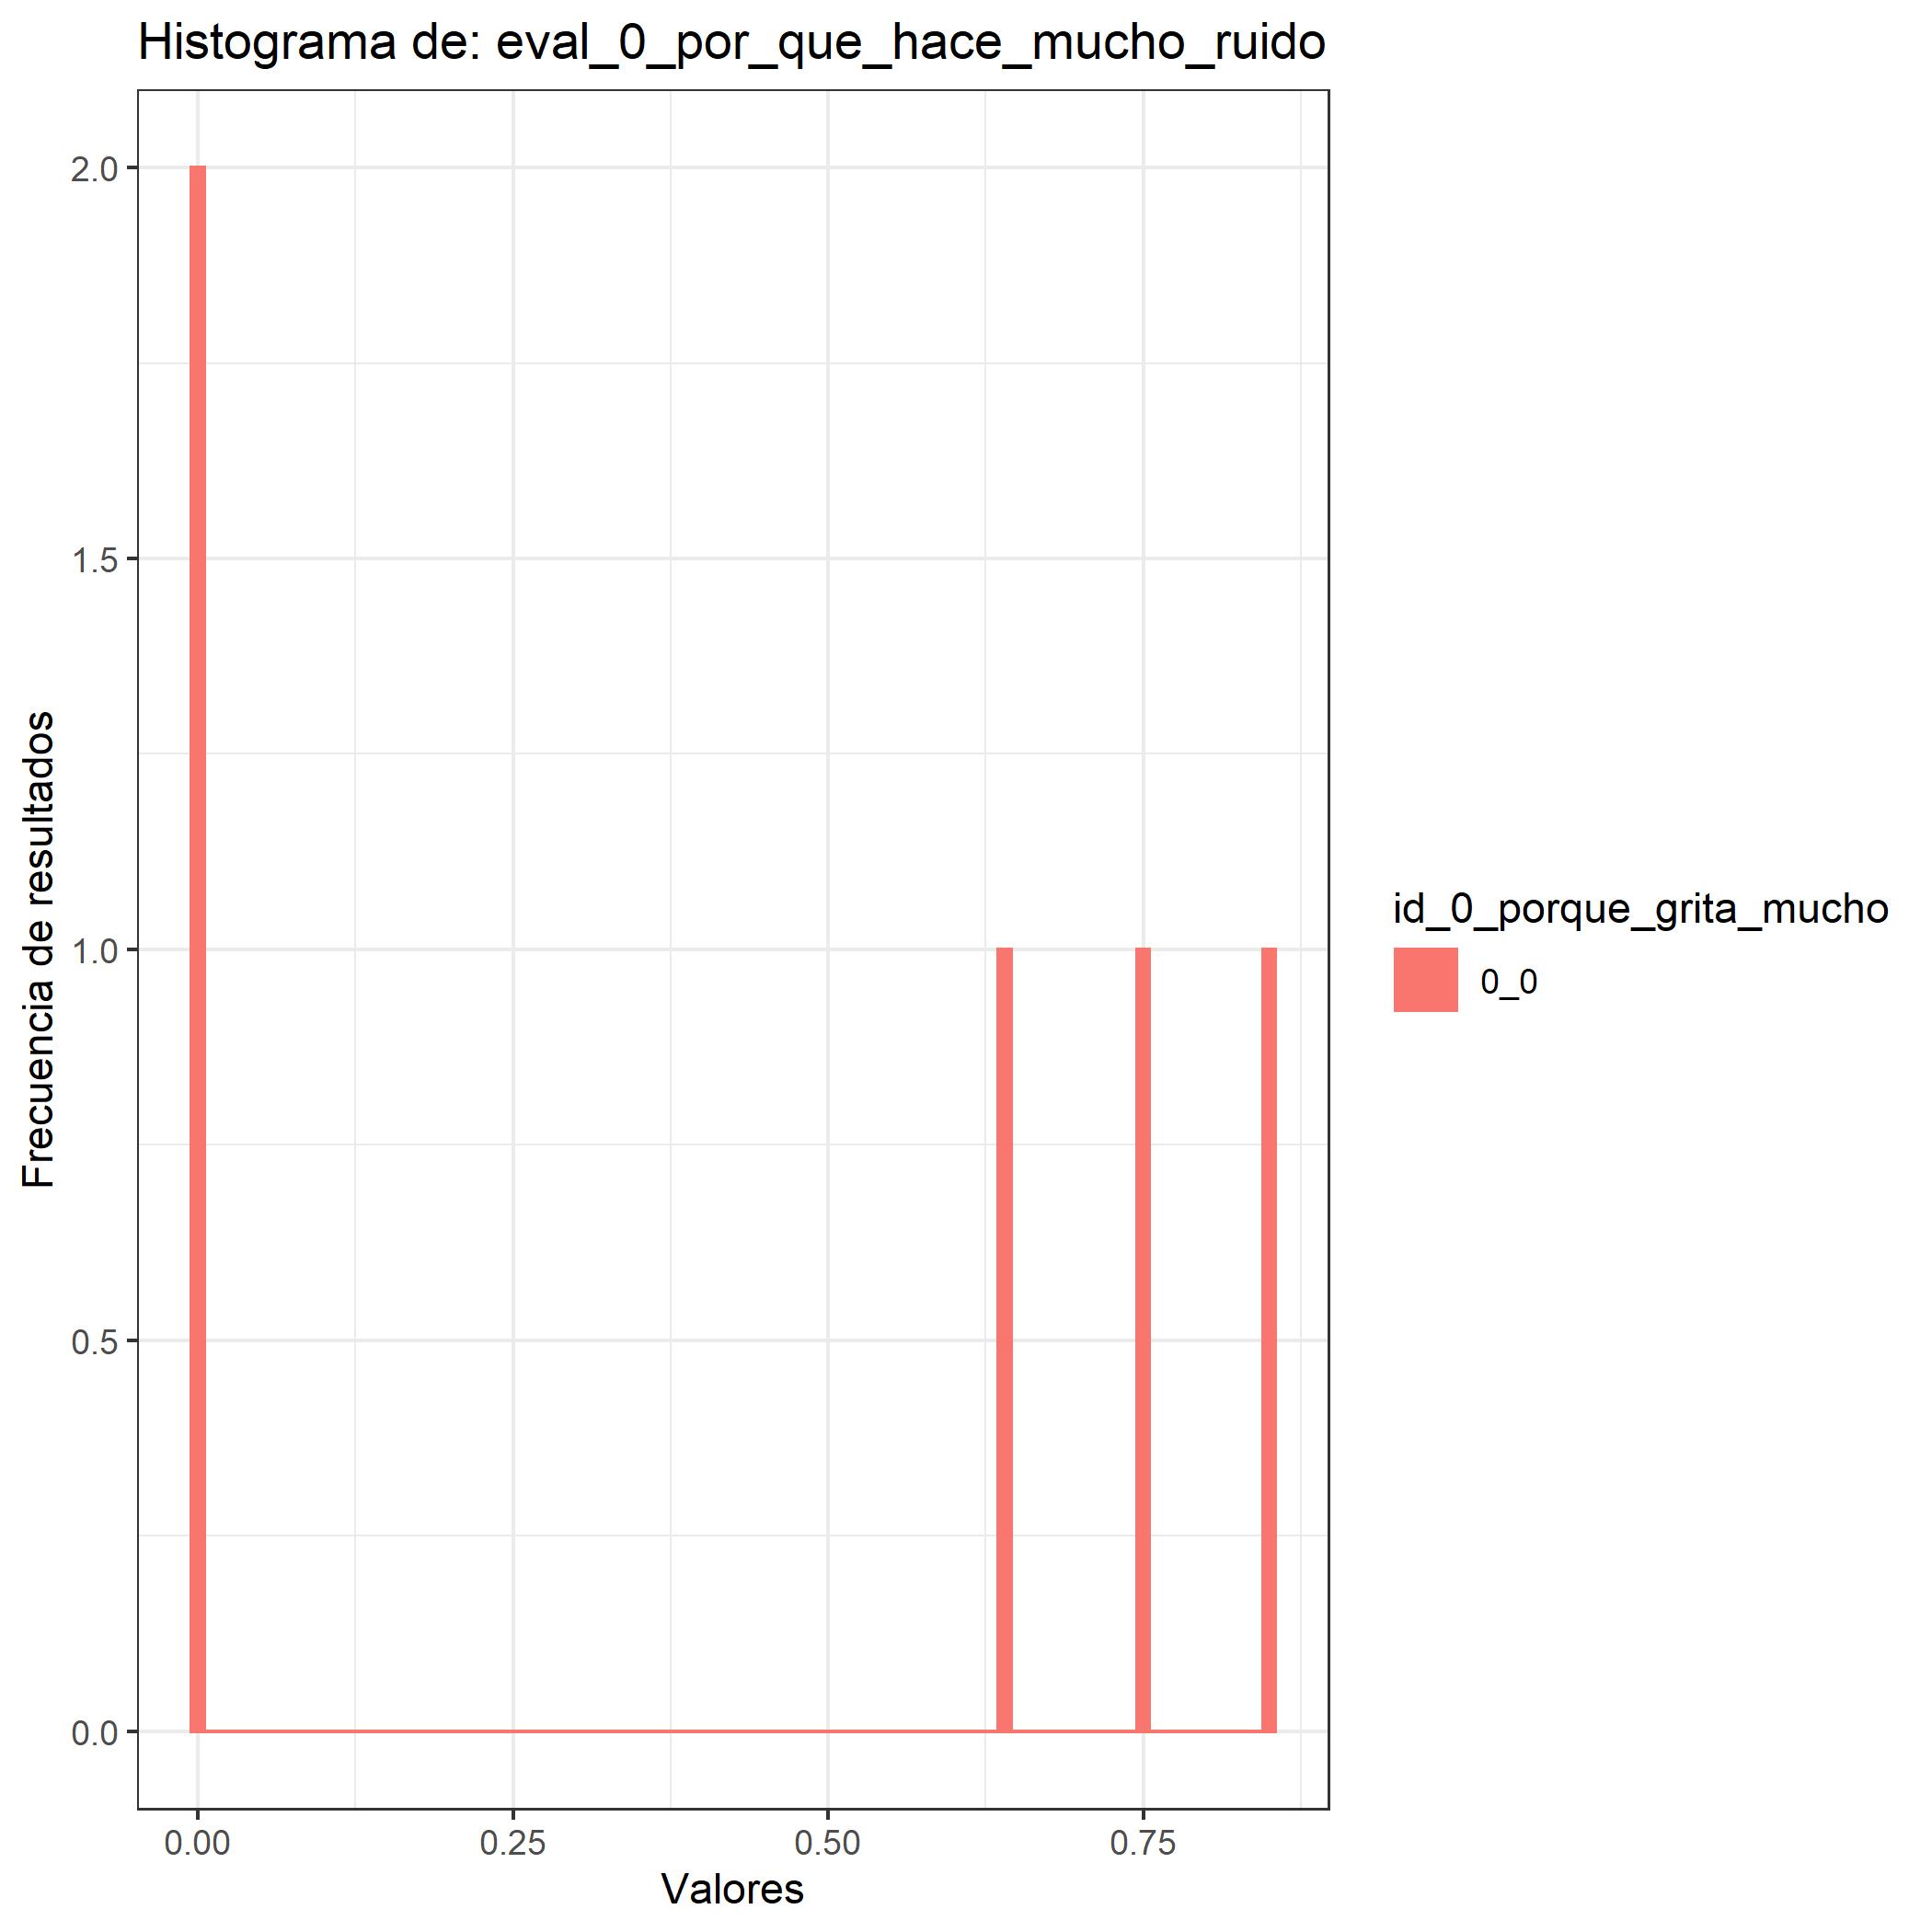 Histograma de: eval_0_por_que_hace_mucho_ruido
Frecuencia de resultados
2.0
1.5
1.0
0.5
0.0
0.00 0.25 0.50 0.75
Valores
id_0_porque_grita_mucho
0_0